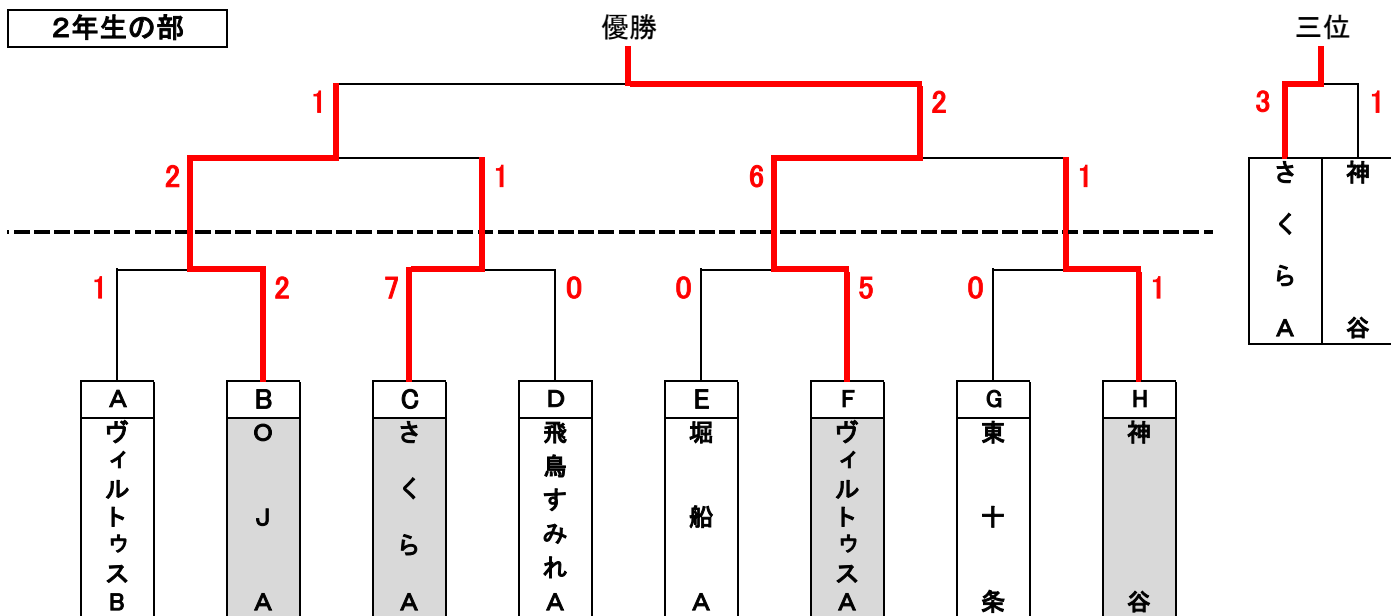 2年生の部
優勝
三位
1
2
3
1
2
1
6
1
さくらA
神谷
1
2
7
0
0
5
0
1
A
B
C
D
E
F
G
H
ヴィルトゥスB
OJA
さくらA
飛鳥すみれA
堀船A
ヴィルトゥスA
東十条
神谷